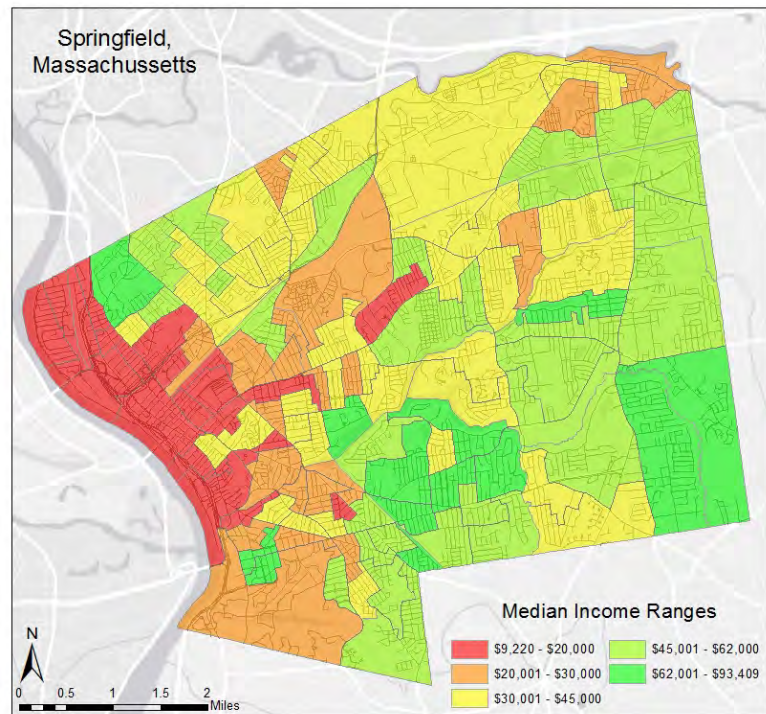 Springfield,
Massachussetts
Median Income Ranges
$9,220 - $20,000
$20,001 - $30,000
$30,001 - $45,000
$45,001 - $62,000
$62,001 - $93,409
N
0 0.5 1 1.5 2
Miles